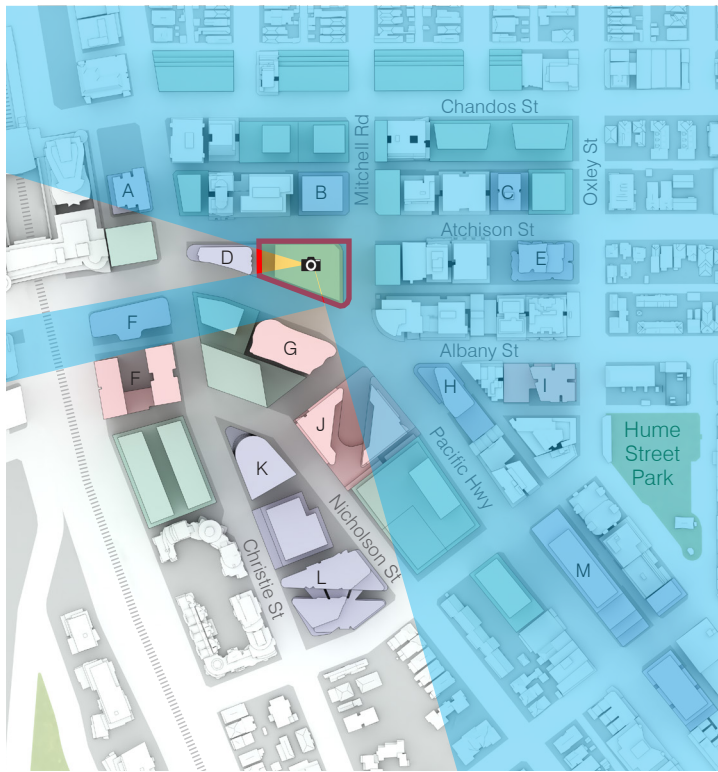 Chandos St
Mitchell Rd
Oxley St
A
B
C
Atchison St
D
E
F
G
Albany St
F
H
I
J
Hume
Street
Park
Pacific Hwy
K
Nicholson St
Christie St
L
M